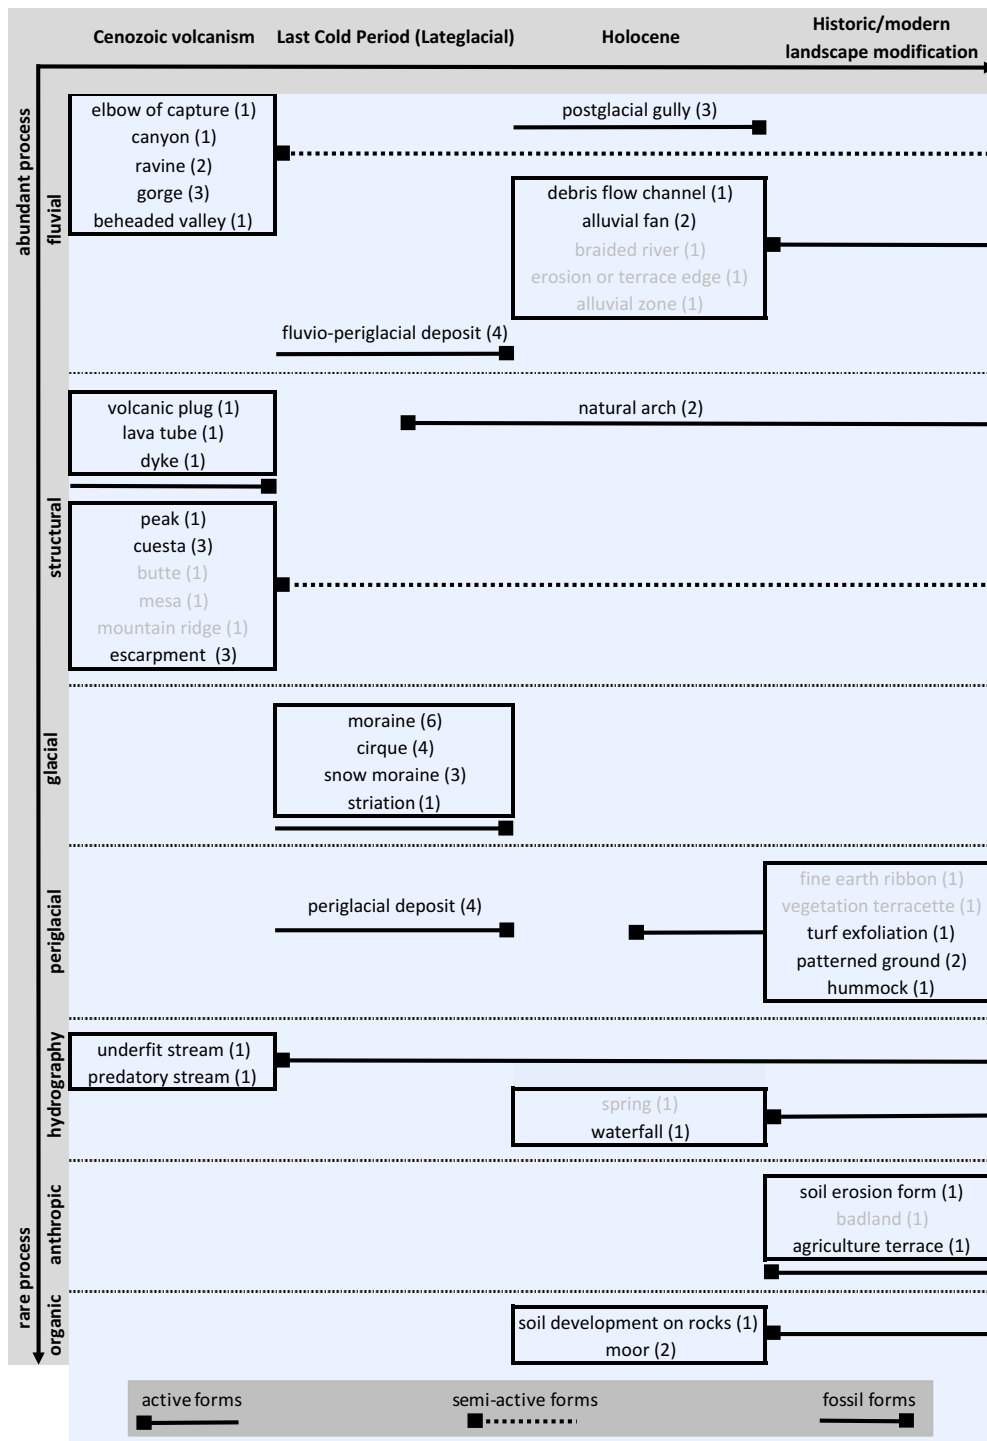 Cenozoic volcanism
Last Cold Period (Lateglacial)
Holocene
Historic/modern
landscape modification
abundant process
rare process
fluvial
elbow of capture (1)
canyon (1)
ravine (2)
gorge (3)
beheaded valley (1)
postglacial gully (3)
debris flow channel (1)
alluvial fan (2)
braided river (1)
erosion or terrace edge (1)
alluvial zone (1)
fluvio-periglacial deposit (4)
structural
volcanic plug (1)
lava tube (1)
dyke (1)
natural arch (2)
peak (1)
cuesta (3)
butte (1)
mesa (1)
mountain ridge (1)
escarpment (3)
glacial
moraine (6)
cirque (4)
snow moraine (3)
striation (1)
periglacial
periglacial deposit (4)
fine earth ribbon (1)
vegetation terracette (1)
turf exfoliation (1)
patterned ground (2)
hummock (1)
hydrography
underfit stream (1)
predatory stream (1)
spring (1)
waterfall (1)
anthropic
soil erosion form (1)
badland (1)
agriculture terrace (1)
organic
soil development on rocks (1)
moor (2)
active forms
semi-active forms
fossil forms